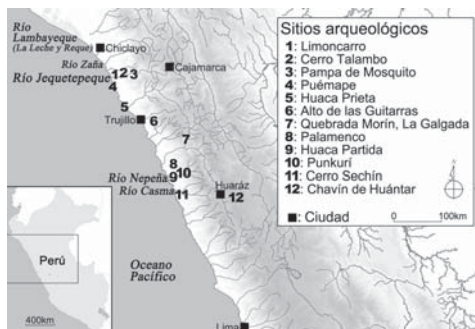 Río
Lambayeque
(La Leche y Reque)
Chiclayo
Río Zaña
Río Jequetepeque
1 2 3
4
Cajamarca
5
Trujillo
6
7
8
10
Río Nepeña
9
Río Casma
11
Huaráz
12
Oceano
Pacífico
Lima
Perú
400km
Sitios arqueológicos
1: Limoncarro
2: Cerro Talambo
3: Pampa de Mosquito
4: Puémape
5: Huaca Prieta
6: Alto de las Guitarras
7: Quebrada Morín, La Galgada
8: Palamenco
9: Huaca Partida
10: Punkurí
11: Cerro Sechín
12: Chavín de Huántar
N
0 100km
■: Ciudad